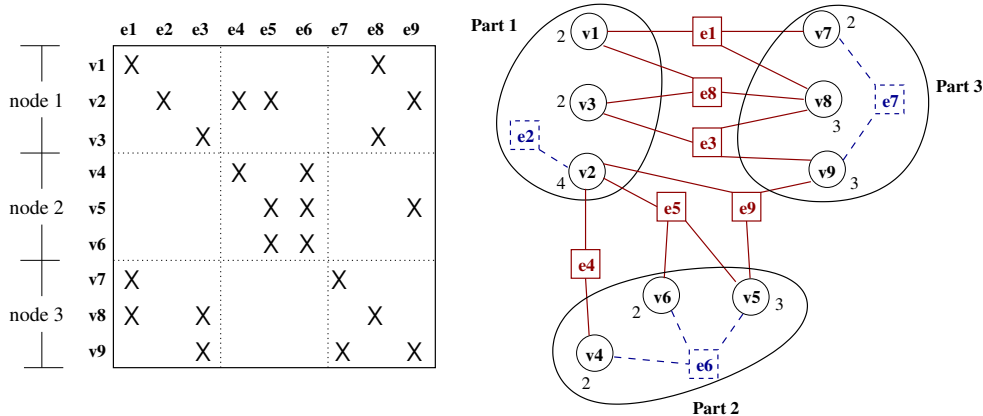 e1 e2 e3 e4 e5 e6 e7 e8 e9
node 1
node 2
node 3
v1 X X
v2 X X X X
v3 X X
v4 X X
v5 X X X
v6 X X
v7 X X
v8 X X X
v9 X X X
Part 1
2 v1 e1 v7 2
e8
2 v3 v8 3 e7 Part 3
e2 e3
4 v2 v9 3
e5 e9
e4
v6 2 v5 3
v4 2 e6
Part 2